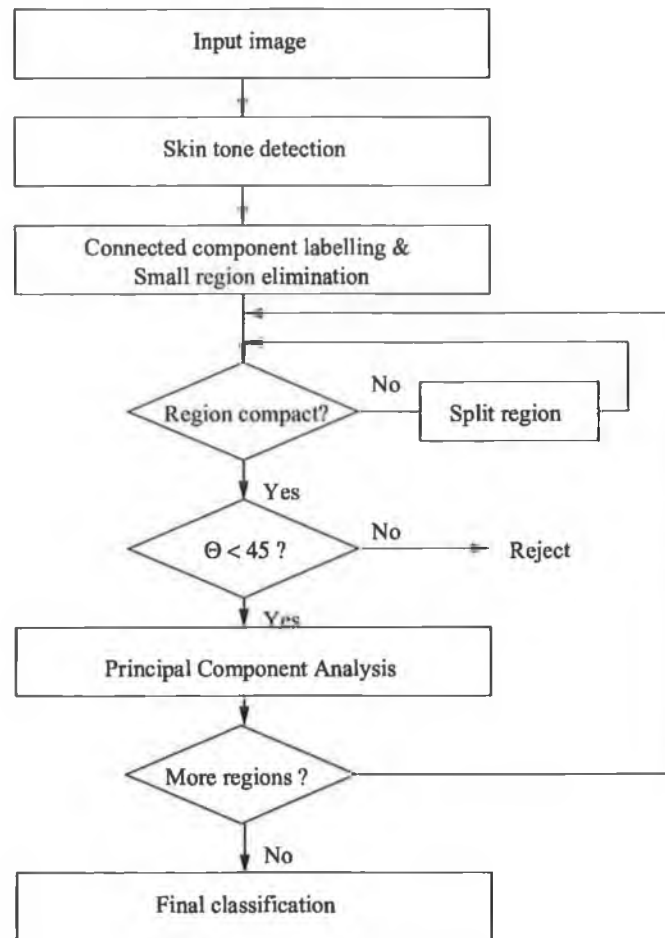 Input image
Skin tone detection
Connected component labelling &
Small region elimination
Region compact?
No
Split region
Yes
Θ < 45 ?
No
Reject
Yes
Principal Component Analysis
More regions ?
No
Final classification